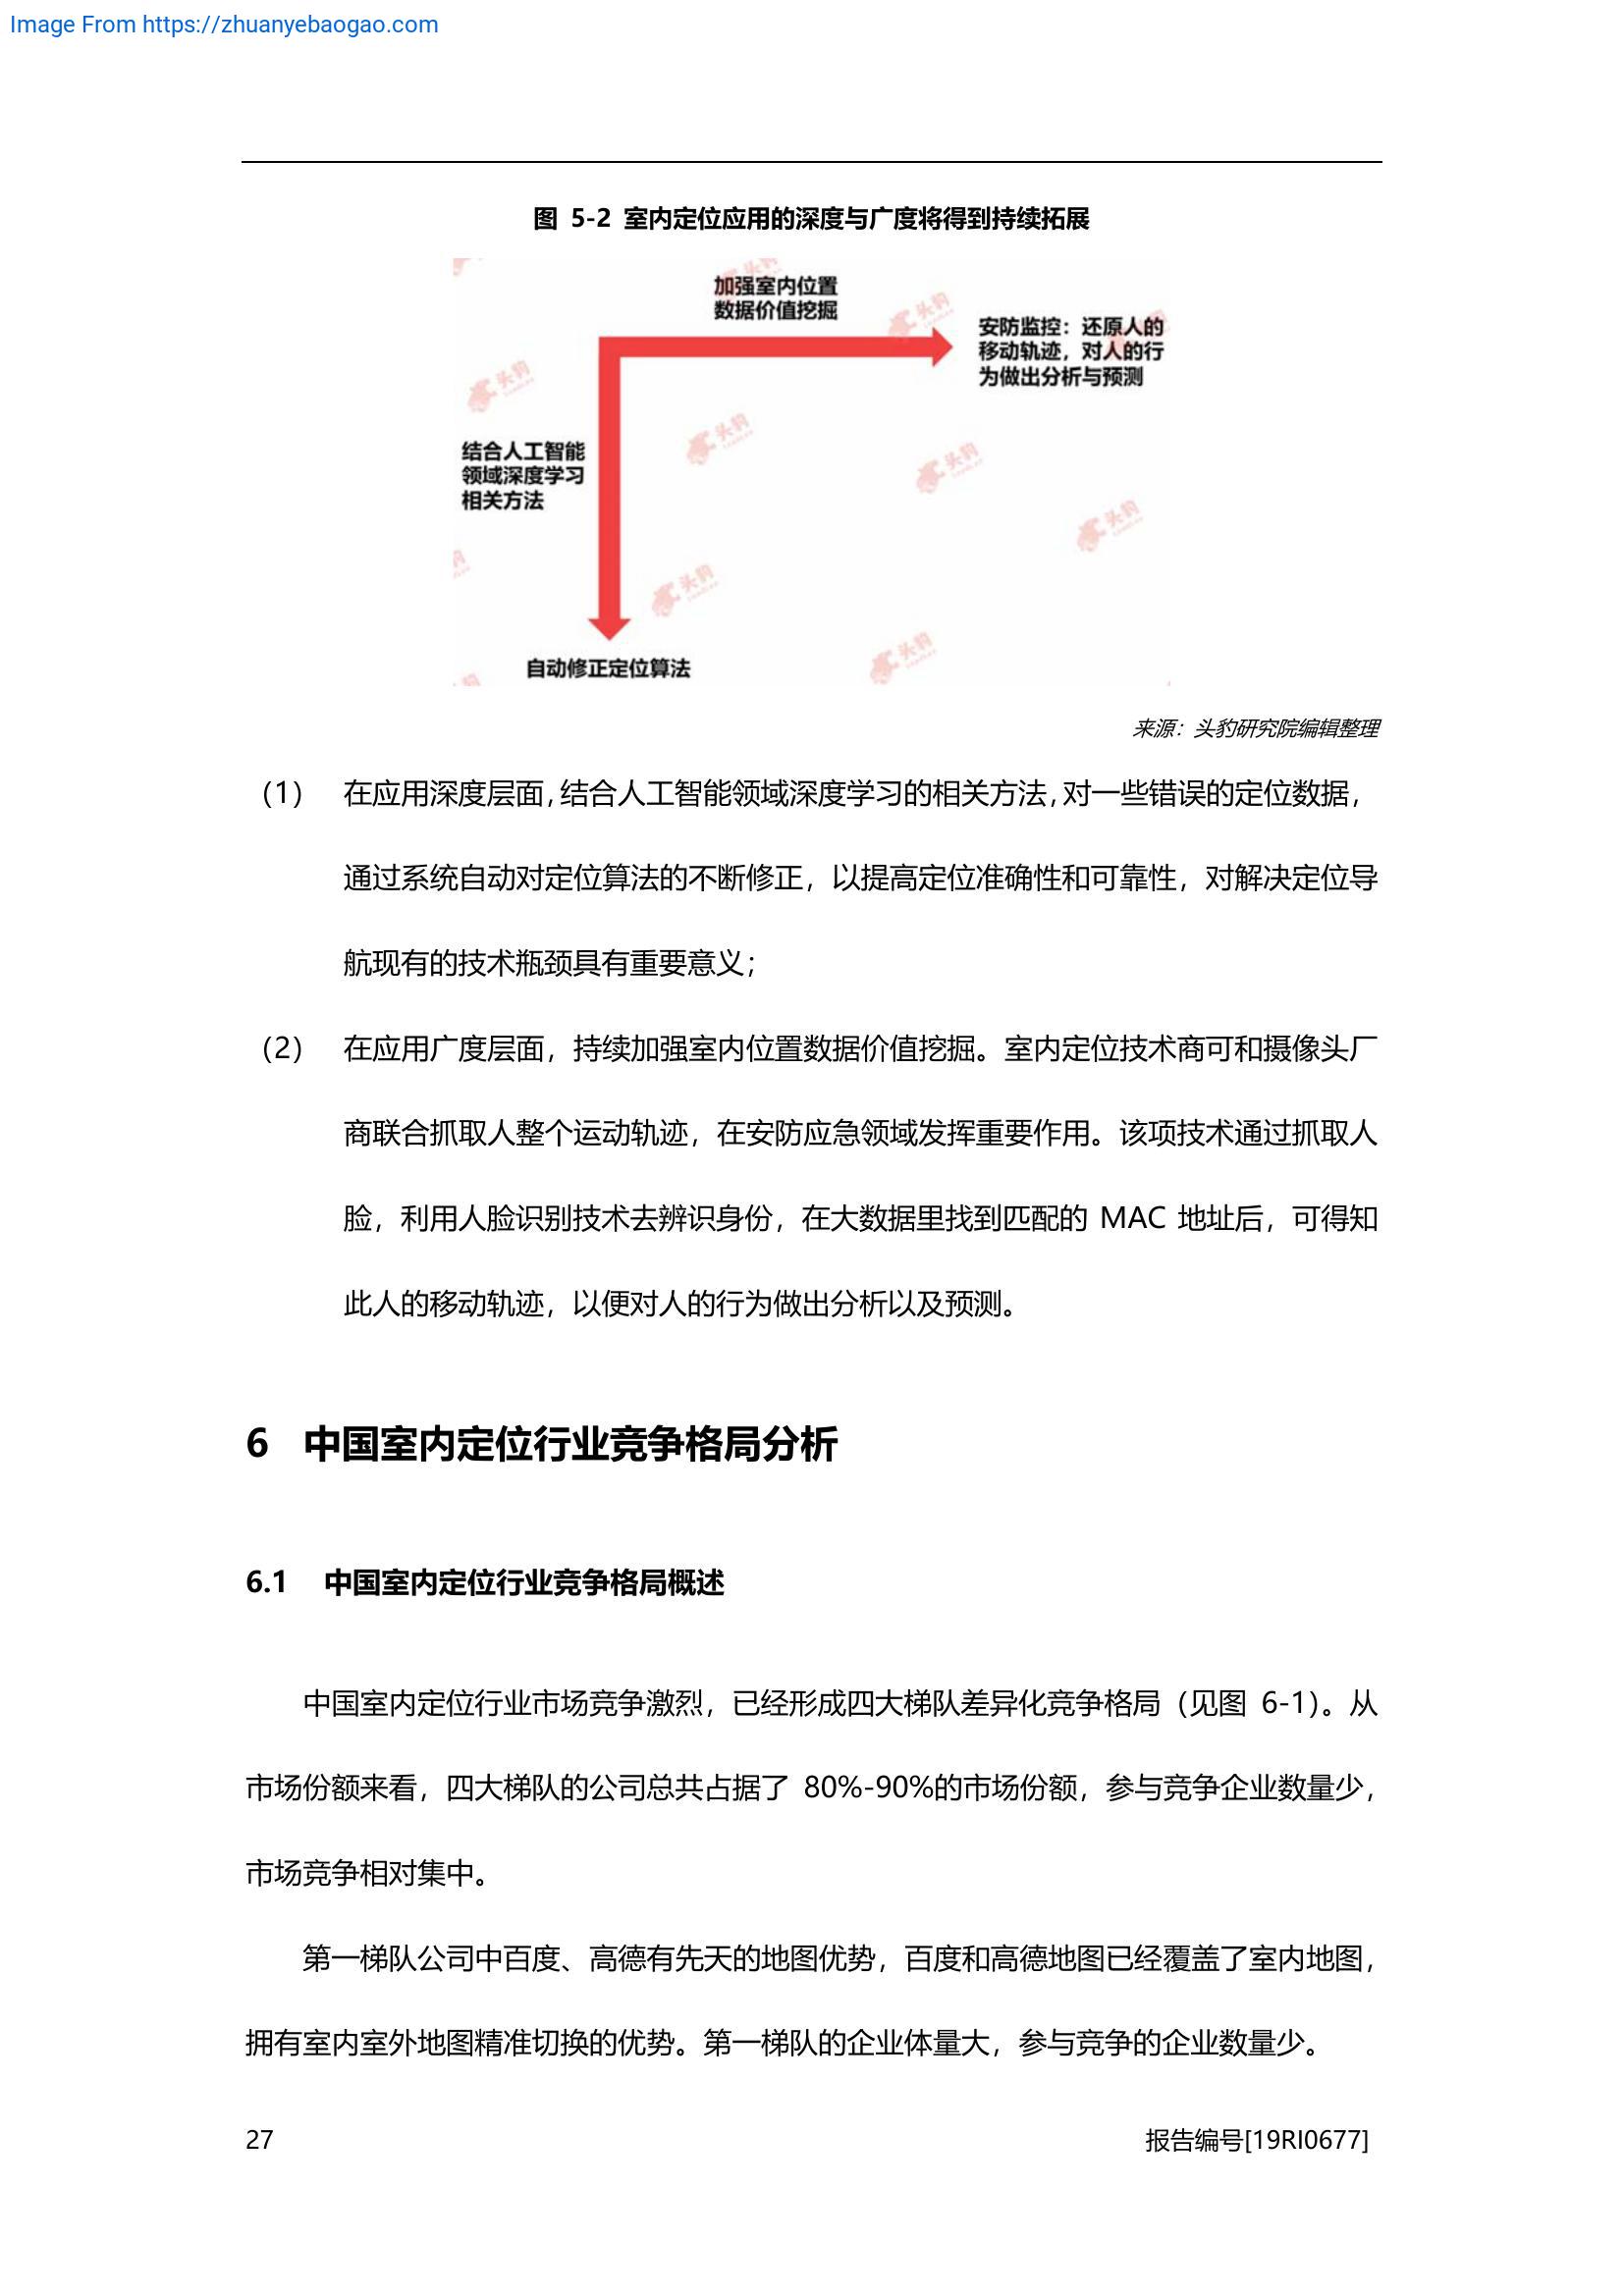 Image From https://zhuanyebaogao.com
图 5-2 室内定位应用的深度与广度将得到持续拓展
加强室内位置
数据价值挖掘
安防监控：还原人的
移动轨迹，对人的行
为做出分析与预测
结合人工智能
领域深度学习
相关方法
自动修正定位算法
头豹
头豹
头豹
头豹
头豹
头豹
头豹
头豹
来源：头豹研究院编辑整理
（1） 在应用深度层面，结合人工智能领域深度学习的相关方法，对一些错误的定位数据，
通过系统自动对定位算法的不断修正，以提高定位准确性和可靠性，对解决定位导
航现有的技术瓶颈具有重要意义；
（2） 在应用广度层面，持续加强室内位置数据价值挖掘。室内定位技术商可和摄像头厂
商联合抓取人整个运动轨迹，在安防应急领域发挥重要作用。该项技术通过抓取人
脸，利用人脸识别技术去辨识身份，在大数据里找到匹配的 MAC 地址后，可得知
此人的移动轨迹，以便对人的行为做出分析以及预测。
6 中国室内定位行业竞争格局分析
6.1 中国室内定位行业竞争格局概述
中国室内定位行业市场竞争激烈，已经形成四大梯队差异化竞争格局（见图 6-1）。从
市场份额来看，四大梯队的公司总共占据了 80%-90%的市场份额，参与竞争企业数量少，
市场竞争相对集中。
第一梯队公司中百度、高德有先天的地图优势，百度和高德地图已经覆盖了室内地图，
拥有室内室外地图精准切换的优势。第一梯队的企业体量大，参与竞争的企业数量少。
27 报告编号[19RI0677]